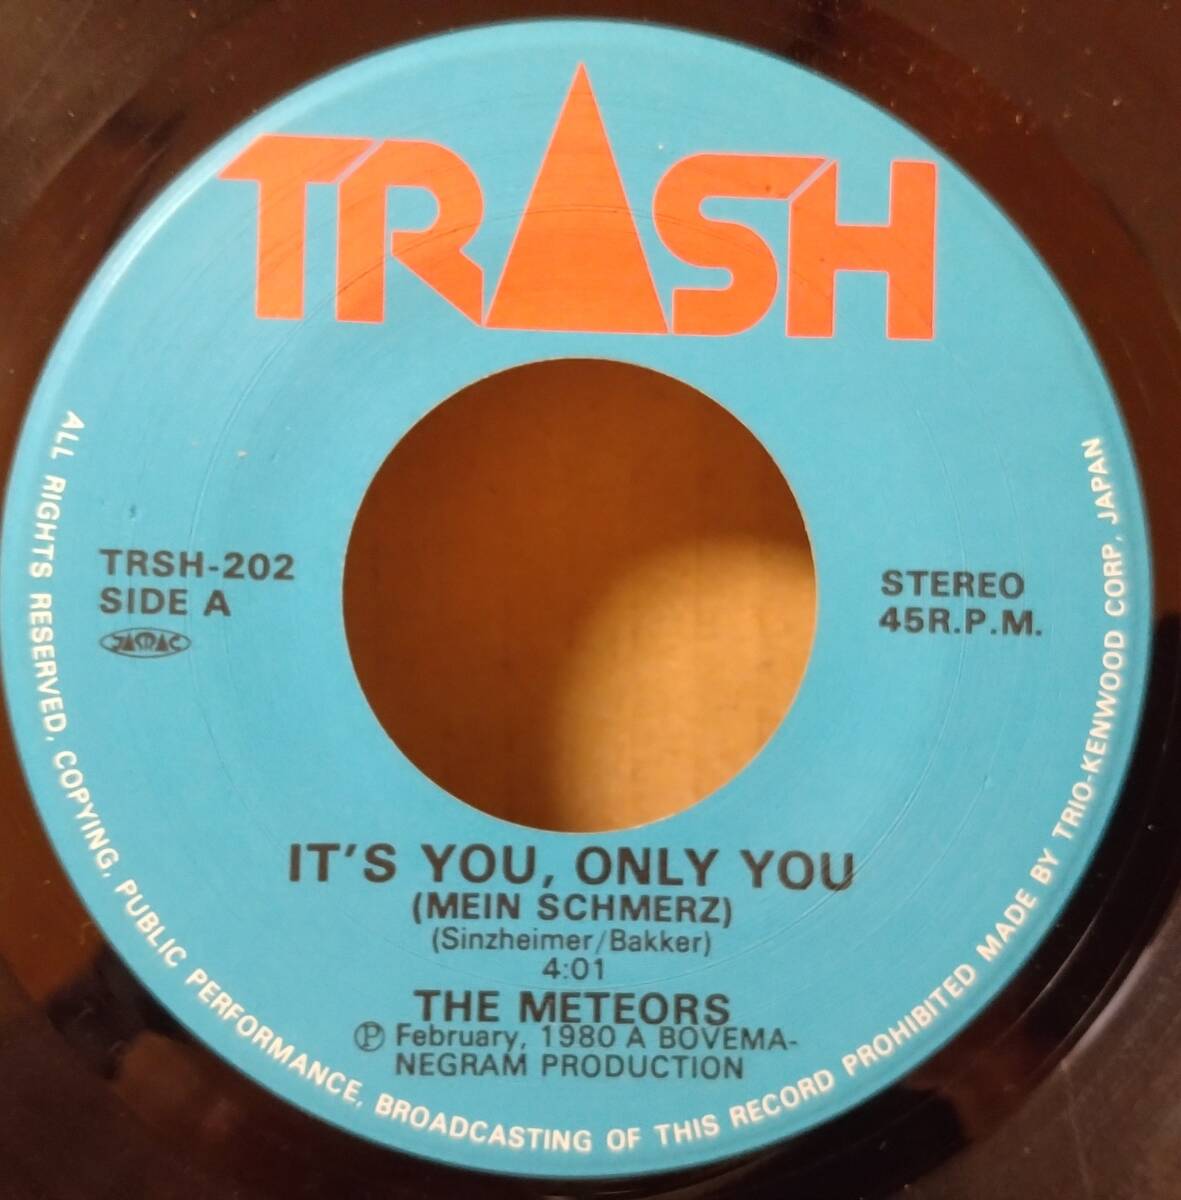 TRASH
TRSH-202
SIDE A
JASRAC
STEREO
45R.P.M.
IT'S YOU, ONLY YOU
(MEIN SCHMERZ)
(Sinzheimer/Bakker)
4:01
THE METEORS
Ⓟ February, 1980 A BOVEMA-
NEGRAM PRODUCTION
ALL RIGHTS RESERVED, COPYING, PUBLIC PERFORMANCE, BROADCASTING OF THIS RECORD PROHIBITED MADE BY TRIO-KENWOOD CORP, JAPAN